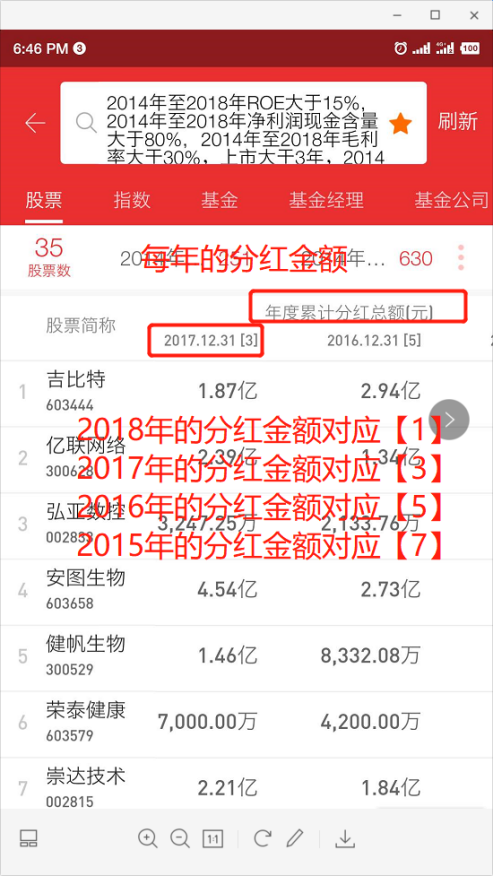 6:46 PM 3
100
2014年至2018年ROE大于15%，
2014年至2018年净利润现金含量
大于80%，2014年至2018年毛利
率大于30%，上市大于3年，2014
刷新
股票 指数 基金 基金经理 基金公司
35
股票数
630
每年的分红金额
股票简称
年度累计分红总额(元)
2017.12.31 [3] 2016.12.31 [5]
1 吉比特 1.87亿 2.94亿
603444
2018年的分红金额对应【1】
2 亿联网络 2.39亿 1.34亿
300628
2017年的分红金额对应【3】
2016年的分红金额对应【5】
3 弘亚数控 3,247.25万 2,133.76万
002833
2015年的分红金额对应【7】
4 安图生物 4.54亿 2.73亿
603658
5 健帆生物 1.46亿 8,332.08万
300529
6 荣泰健康 7,000.00万 4,200.00万
603579
7 崇达技术 2.21亿 1.84亿
002815
1:1